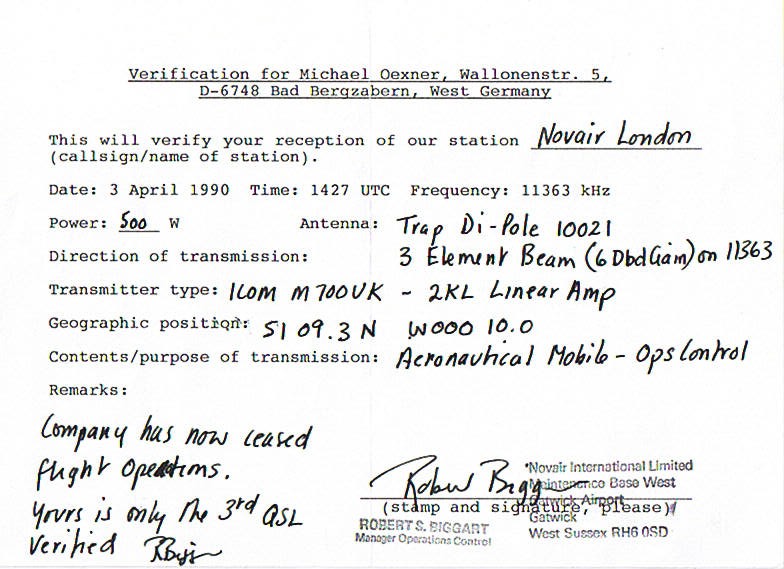 Verification for Michael Oexner, Wallonenstr. 5,
D-6748 Bad Bergzabern, West Germany
This will verify your reception of our station Novair London
(callsign/name of station).
Date: 3 April 1990 Time: 1427 UTC Frequency: 11363 kHz
Power: 500 W Antenna: Trap Di-Pole 10021
Direction of transmission: 3 Element Beam (6 Dbd Gain) on 11363
Transmitter type: ICOM M700UK - 2KL Linear Amp
Geographic position: 51 09.3 N W000 10.0
Contents/purpose of transmission: Aeronautical Mobile - Ops Control
Remarks:
Company has now ceased
flight Operations.
Yours is only the 3rd QSL
Verified RBigg
Robert Bigg
(stamp and signature, please)
ROBERT S. BIGGART
Manager Operations Control
Novair International Limited
Maintenance Base West
Gatwick Airport
Gatwick
West Sussex RH6 0SD